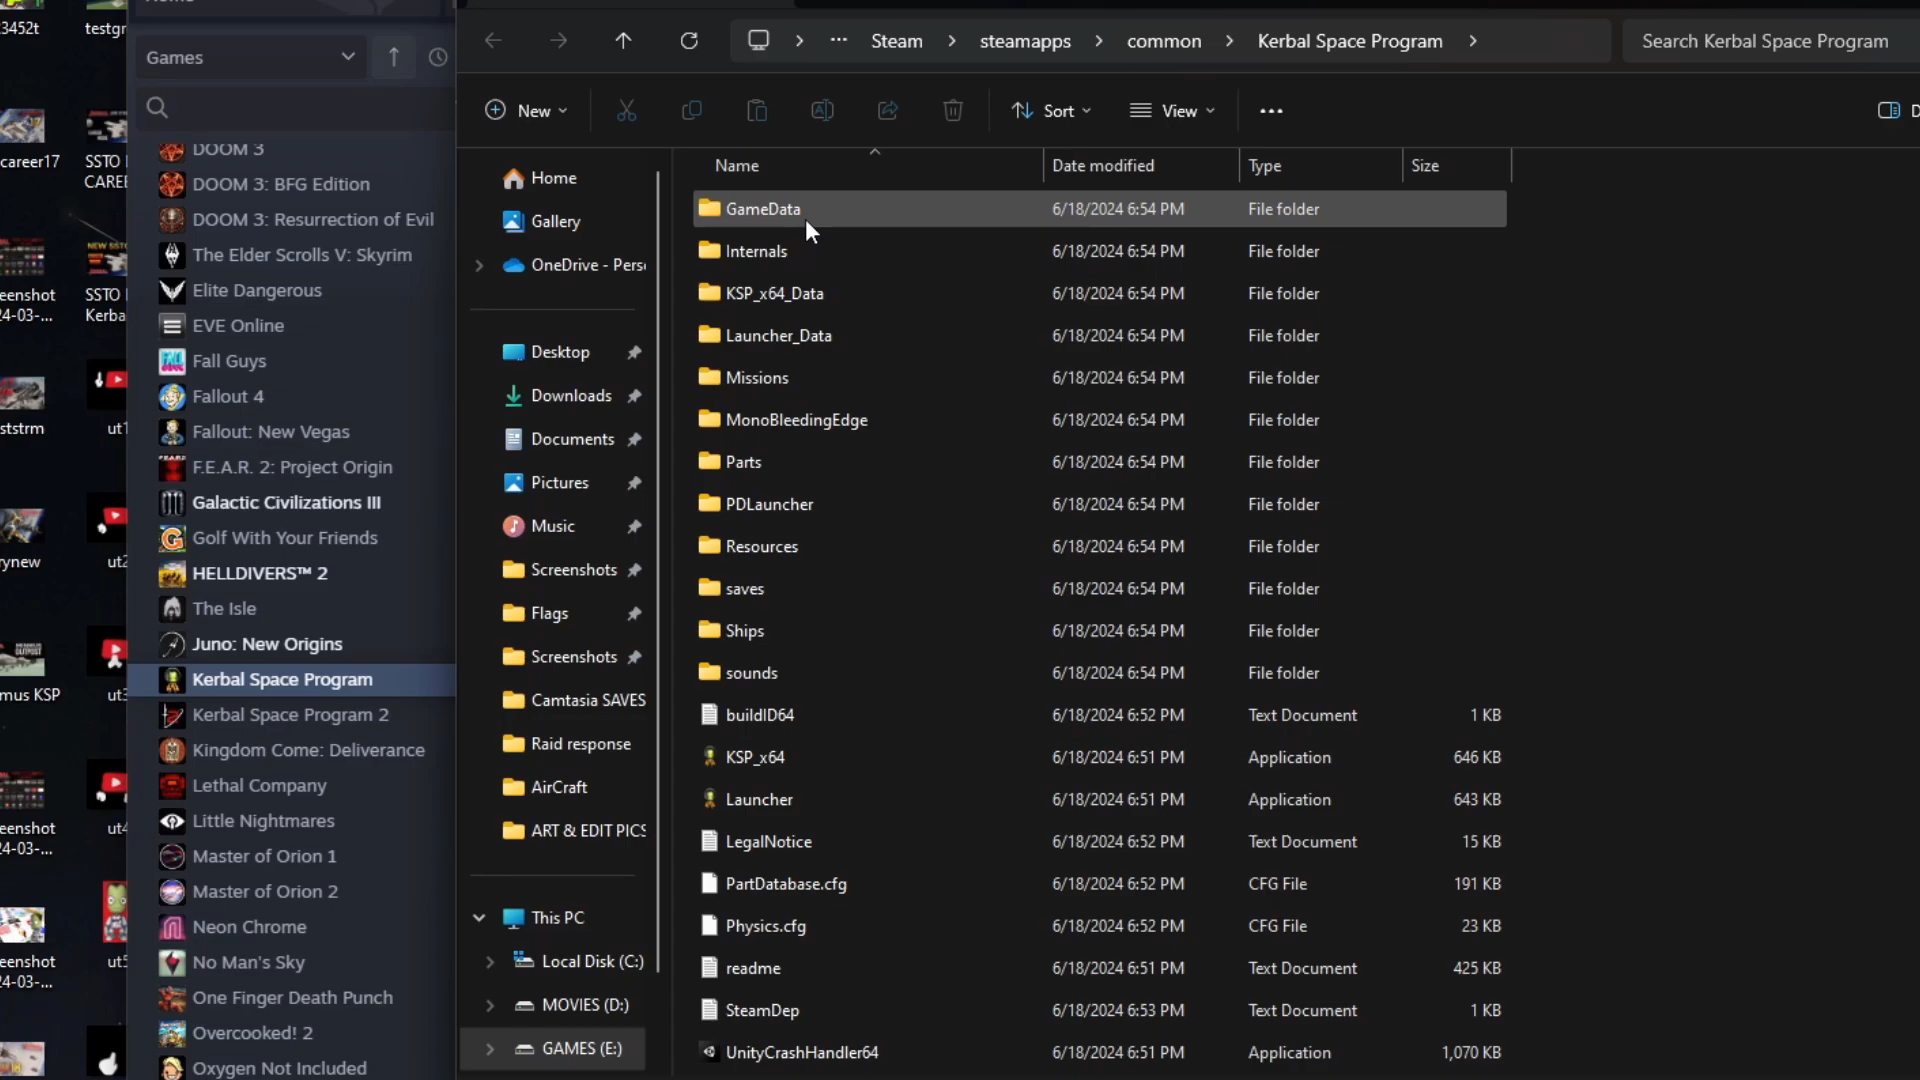 3452t
testgr
career17
SSTO
CAREE
NEW SSTO
eenshot
24-03-...
SSTO
Kerba
ststrm
ut1
rynew
ut2
mus KSP
ut3
eenshot
24-03-...
ut4
eenshot
24-03-...
ut5
Games
DOOM 3
DOOM 3: BFG Edition
DOOM 3: Resurrection of Evil
The Elder Scrolls V: Skyrim
Elite Dangerous
EVE Online
Fall Guys
Fallout 4
Fallout: New Vegas
F.E.A.R. 2: Project Origin
Galactic Civilizations III
Golf With Your Friends
HELLDIVERS™ 2
The Isle
Juno: New Origins
Kerbal Space Program
Kerbal Space Program 2
Kingdom Come: Deliverance
Lethal Company
Little Nightmares
Master of Orion 1
Master of Orion 2
Neon Chrome
No Man's Sky
One Finger Death Punch
Overcooked! 2
Oxygen Not Included
... Steam steamapps common Kerbal Space Program
Search Kerbal Space Program
New Sort View ... D
Home
Gallery
OneDrive - Perso
Desktop
Downloads
Documents
Pictures
Music
Screenshots
Flags
Screenshots
Camtasia SAVES
Raid response
AirCraft
ART & EDIT PICS
This PC
Local Disk (C:)
MOVIES (D:)
GAMES (E:)
Name Date modified Type Size
GameData 6/18/2024 6:54 PM File folder
Internals 6/18/2024 6:54 PM File folder
KSP_x64_Data 6/18/2024 6:54 PM File folder
Launcher_Data 6/18/2024 6:54 PM File folder
Missions 6/18/2024 6:54 PM File folder
MonoBleedingEdge 6/18/2024 6:54 PM File folder
Parts 6/18/2024 6:54 PM File folder
PDLauncher 6/18/2024 6:54 PM File folder
Resources 6/18/2024 6:54 PM File folder
saves 6/18/2024 6:54 PM File folder
Ships 6/18/2024 6:54 PM File folder
sounds 6/18/2024 6:54 PM File folder
buildID64 6/18/2024 6:52 PM Text Document 1 KB
KSP_x64 6/18/2024 6:51 PM Application 646 KB
Launcher 6/18/2024 6:51 PM Application 643 KB
LegalNotice 6/18/2024 6:52 PM Text Document 15 KB
PartDatabase.cfg 6/18/2024 6:52 PM CFG File 191 KB
Physics.cfg 6/18/2024 6:52 PM CFG File 23 KB
readme 6/18/2024 6:51 PM Text Document 425 KB
SteamDep 6/18/2024 6:53 PM Text Document 1 KB
UnityCrashHandler64 6/18/2024 6:51 PM Application 1,070 KB